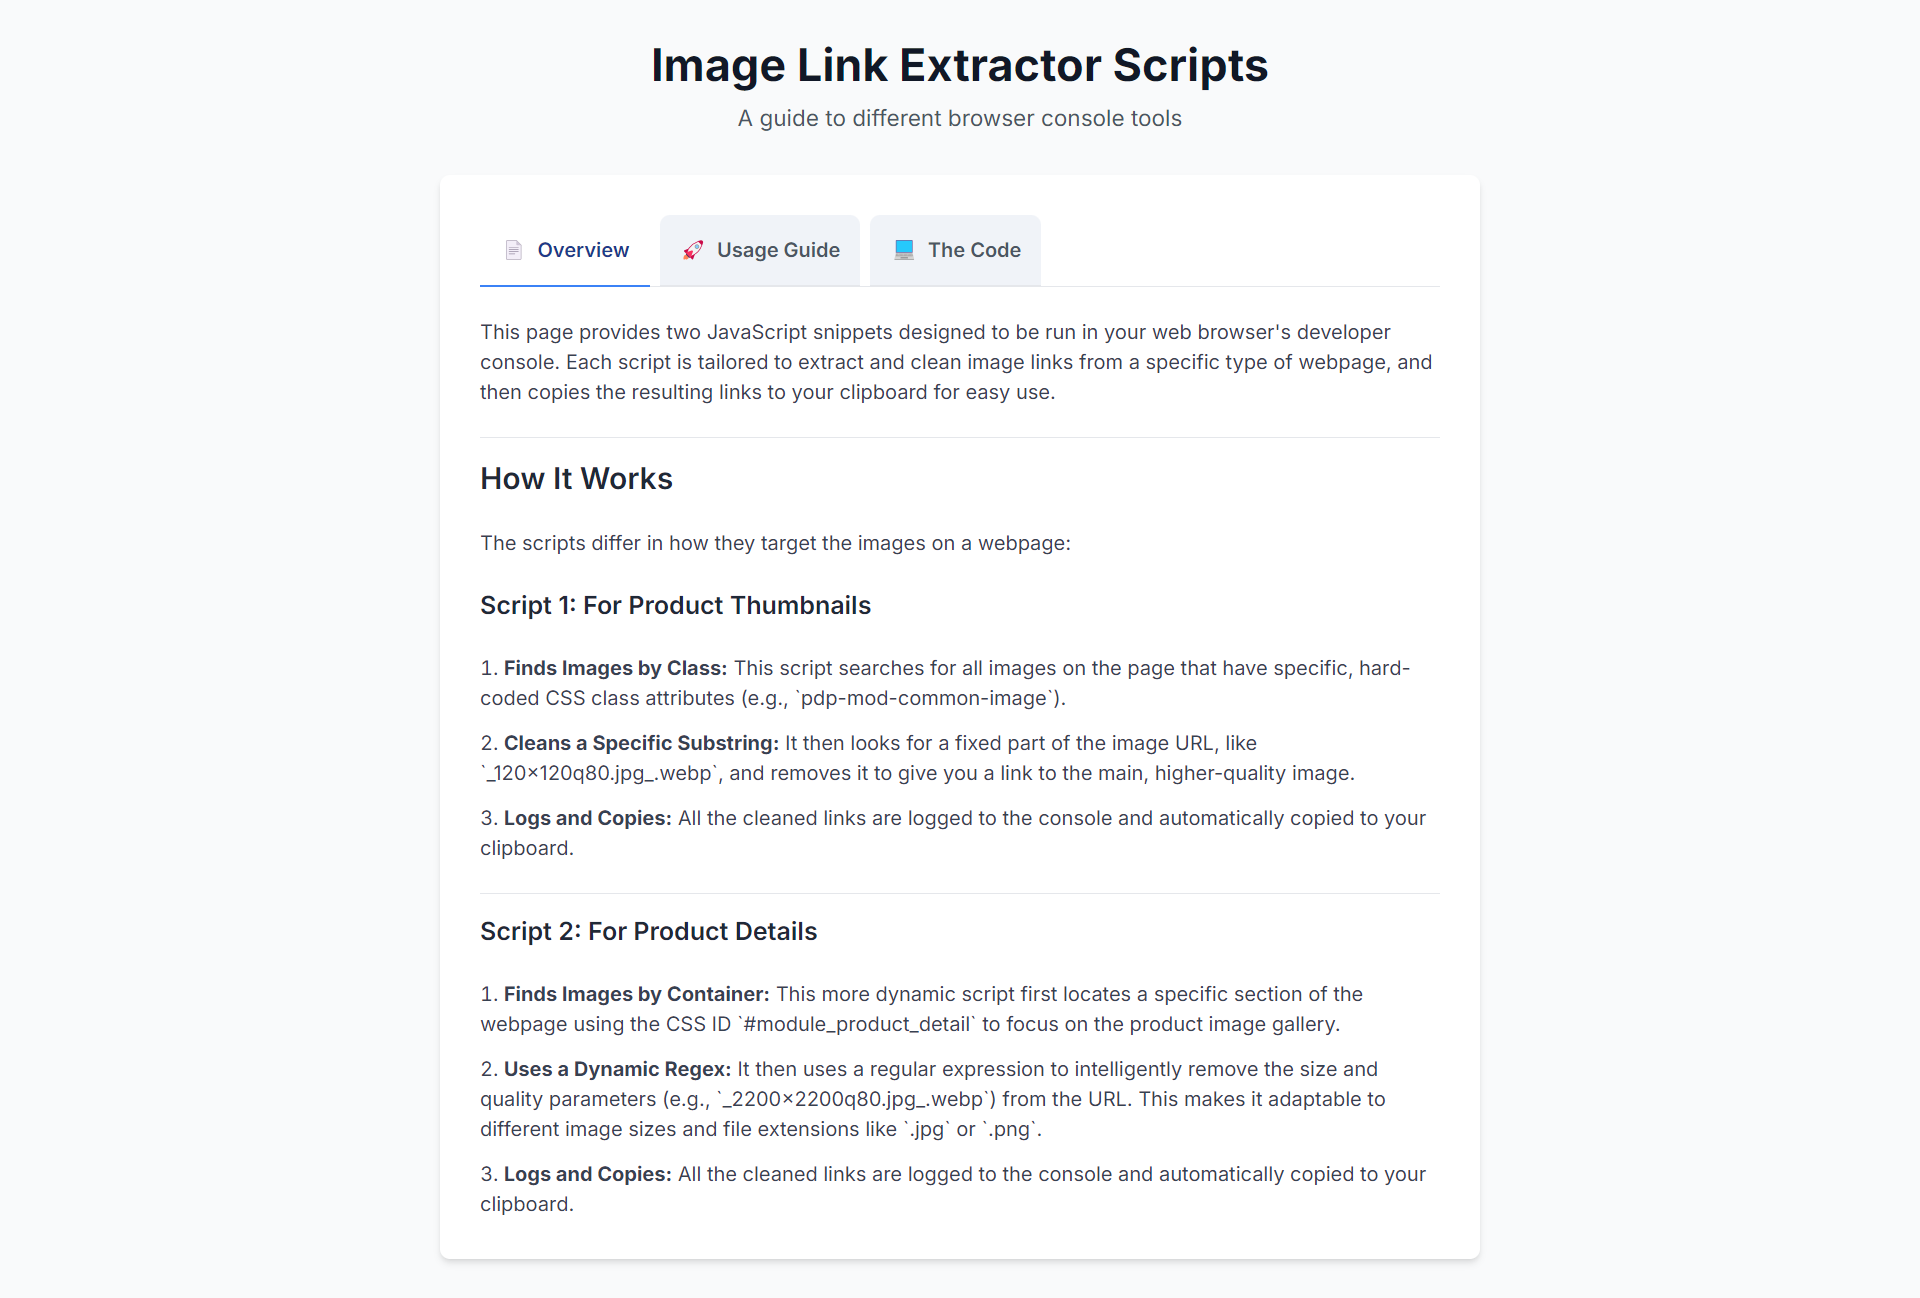 Image Link Extractor Scripts
A guide to different browser console tools
Overview
Usage Guide
The Code
This page provides two JavaScript snippets designed to be run in your web browser's developer
console. Each script is tailored to extract and clean image links from a specific type of webpage, and
then copies the resulting links to your clipboard for easy use.
How It Works
The scripts differ in how they target the images on a webpage:
Script 1: For Product Thumbnails
1. Finds Images by Class: This script searches for all images on the page that have specific, hard-
coded CSS class attributes (e.g., `pdp-mod-common-image`).
2. Cleans a Specific Substring: It then looks for a fixed part of the image URL, like
`_120×120q80.jpg_.webp`, and removes it to give you a link to the main, higher-quality image.
3. Logs and Copies: All the cleaned links are logged to the console and automatically copied to your
clipboard.
Script 2: For Product Details
1. Finds Images by Container: This more dynamic script first locates a specific section of the
webpage using the CSS ID `#module_product_detail` to focus on the product image gallery.
2. Uses a Dynamic Regex: It then uses a regular expression to intelligently remove the size and
quality parameters (e.g., `_2200×2200q80.jpg_.webp`) from the URL. This makes it adaptable to
different image sizes and file extensions like `.jpg` or `.png`.
3. Logs and Copies: All the cleaned links are logged to the console and automatically copied to your
clipboard.